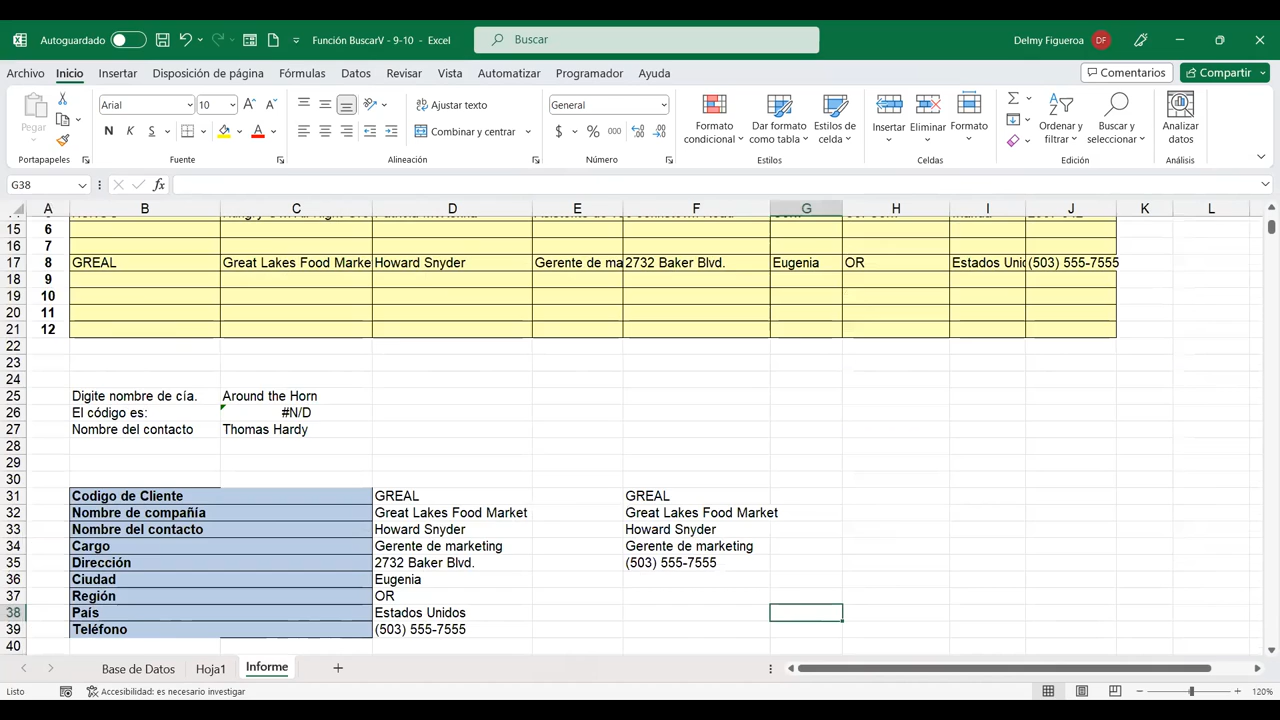 Autoguardado
Función BuscarV - 9-10 - Excel
Buscar
Delmy Figueroa
DF
Archivo Inicio Insertar Disposición de página Fórmulas Datos Revisar Vista Automatizar Programador Ayuda
Comentarios
Compartir
Pegar
Arial
10
N K S
Ajustar texto
Combinar y centrar
General
$ % 000
Formato condicional
Dar formato como tabla
Estilos de celda
Insertar
Eliminar
Formato
Ordenar y filtrar
Buscar y seleccionar
Analizar datos
Portapapeles Fuente Alineación Número Estilos Celdas Edición Análisis
G38
fx
A B C D E F G H I J K L
15 6
16 7
17 8 GREAL Great Lakes Food Marke Howard Snyder Gerente de ma 2732 Baker Blvd. Eugenia OR Estados Unid (503) 555-7555
18 9
19 10
20 11
21 12
22
23
24
25 Digite nombre de cía. Around the Horn
26 El código es: #N/D
27 Nombre del contacto Thomas Hardy
28
29
30
31 Codigo de Cliente GREAL GREAL
32 Nombre de compañía Great Lakes Food Market Great Lakes Food Market
33 Nombre del contacto Howard Snyder Howard Snyder
34 Cargo Gerente de marketing Gerente de marketing
35 Dirección 2732 Baker Blvd. (503) 555-7555
36 Ciudad Eugenia
37 Región OR
38 País Estados Unidos
39 Teléfono (503) 555-7555
40
Base de Datos Hoja1 Informe
Listo
Accesibilidad: es necesario investigar
120%